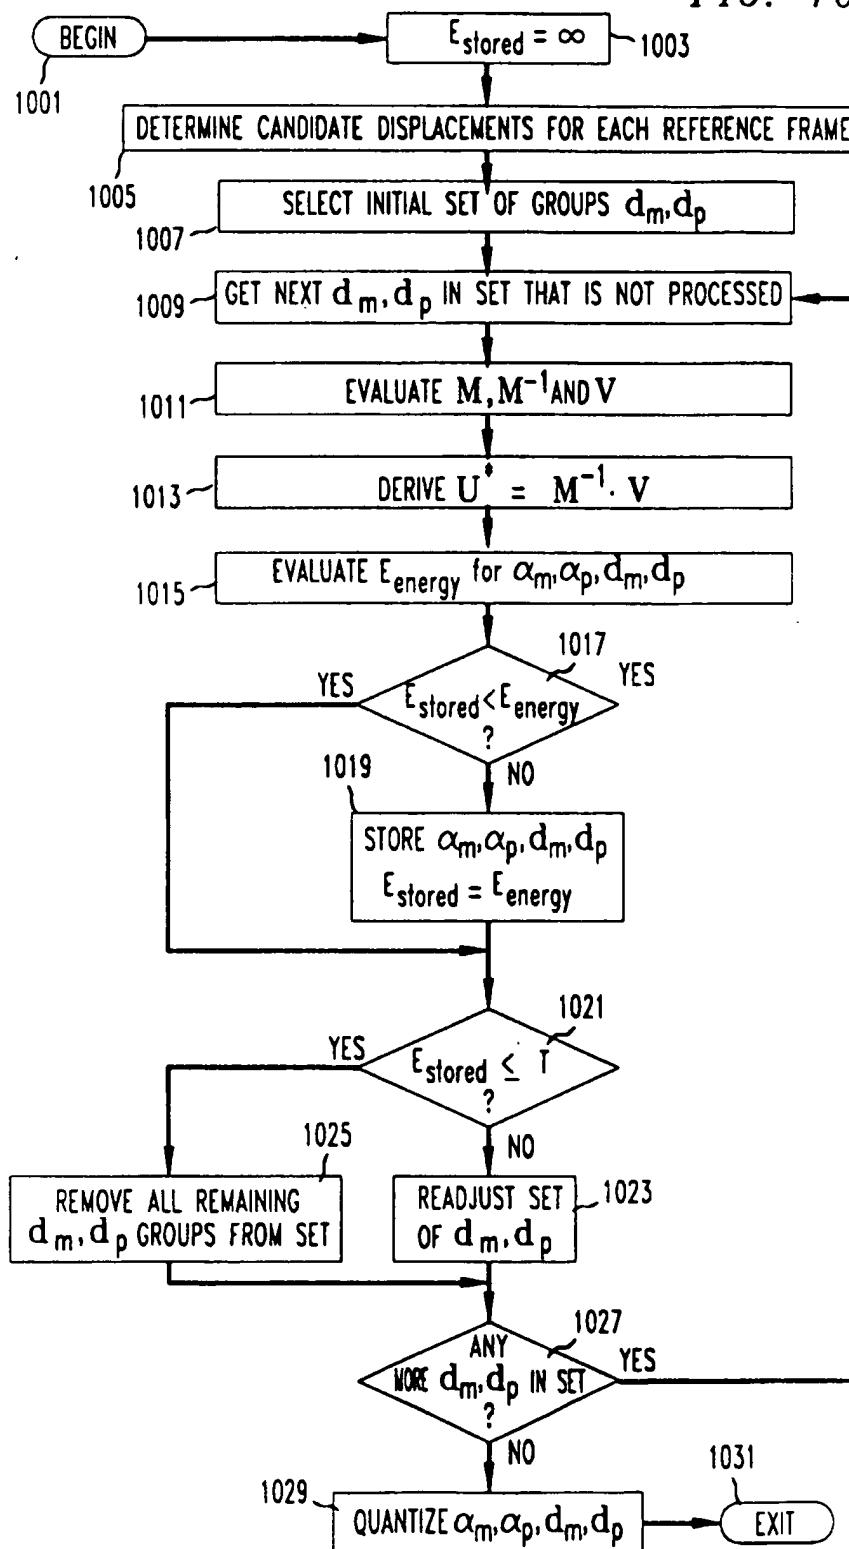 FIG. 10
BEGIN
1001
E_stored = ∞
1003
DETERMINE CANDIDATE DISPLACEMENTS FOR EACH REFERENCE FRAME
1005
SELECT INITIAL SET OF GROUPS d_m, d_p
1007
GET NEXT d_m, d_p IN SET THAT IS NOT PROCESSED
1009
EVALUATE M, M⁻¹ AND V
1011
DERIVE U* = M⁻¹ · V
1013
EVALUATE E_energy for α_m, α_p, d_m, d_p
1015
1017
YES
YES
E_stored < E_energy
?
NO
1019
STORE α_m, α_p, d_m, d_p
E_stored = E_energy
1021
YES
E_stored ≤ T
?
NO
1025
REMOVE ALL REMAINING
d_m, d_p GROUPS FROM SET
READJUST SET
OF d_m, d_p
1023
1027
ANY
MORE d_m, d_p IN SET
?
YES
NO
1029
QUANTIZE α_m, α_p, d_m, d_p
1031
EXIT